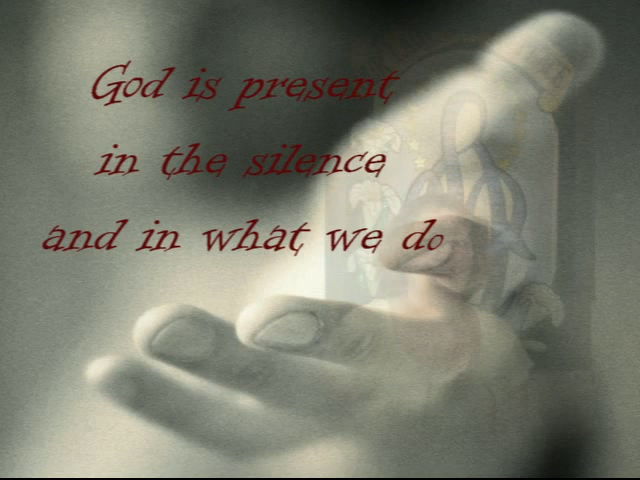 God is present
in the silence
and in what we do